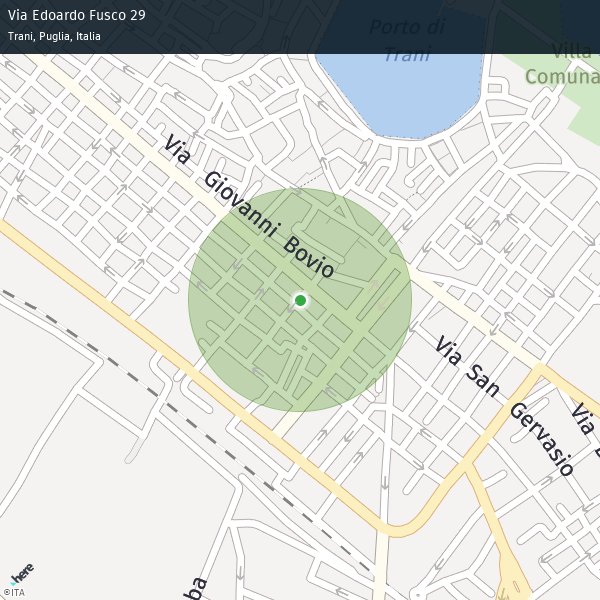 Via Edoardo Fusco 29
Trani, Puglia, Italia
Porto di
Trani
Villa
Comuna
Via Giovanni Bovio
Via San Gervasio
Via
ba
here
©ITA